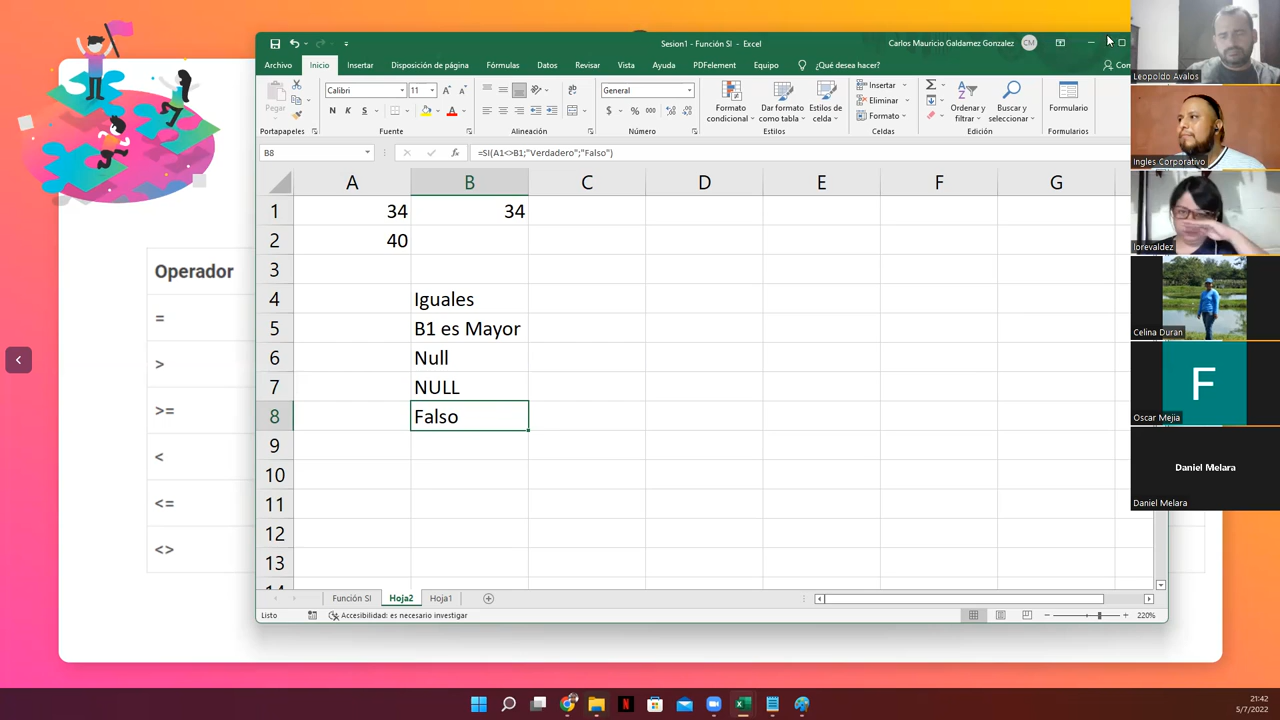 Sesion1 - Función SI - Excel
Carlos Mauricio Galdamez Gonzalez
CM
Archivo
Inicio
Insertar
Disposición de página
Fórmulas
Datos
Revisar
Vista
Ayuda
PDFelement
Equipo
¿Qué desea hacer?
Com
Pegar
Calibri
11
N
K
S
General
$
%
000
Formato
condicional
Dar formato
como tabla
Estilos de
celda
Insertar
Eliminar
Formato
Ordenar y
filtrar
Buscar y
seleccionar
Formulario
Portapapeles
Fuente
Alineación
Número
Estilos
Celdas
Edición
Formularios
B8
fx
=SI(A1<>B1;"Verdadero";"Falso")
A B C D E F G
1 34 34
2 40
3
4 Iguales
5 B1 es Mayor
6 Null
7 NULL
8 Falso
9
10
11
12
13
Función SI
Hoja2
Hoja1
Listo
Accesibilidad: es necesario investigar
220%
Operador
=
>
>=
<
<=
<>
Leopoldo Avalos
Ingles Corporativo
lorevaldez
Celina Duran
F
Oscar Mejia
Daniel Melara
Daniel Melara
21:42
5/7/2022